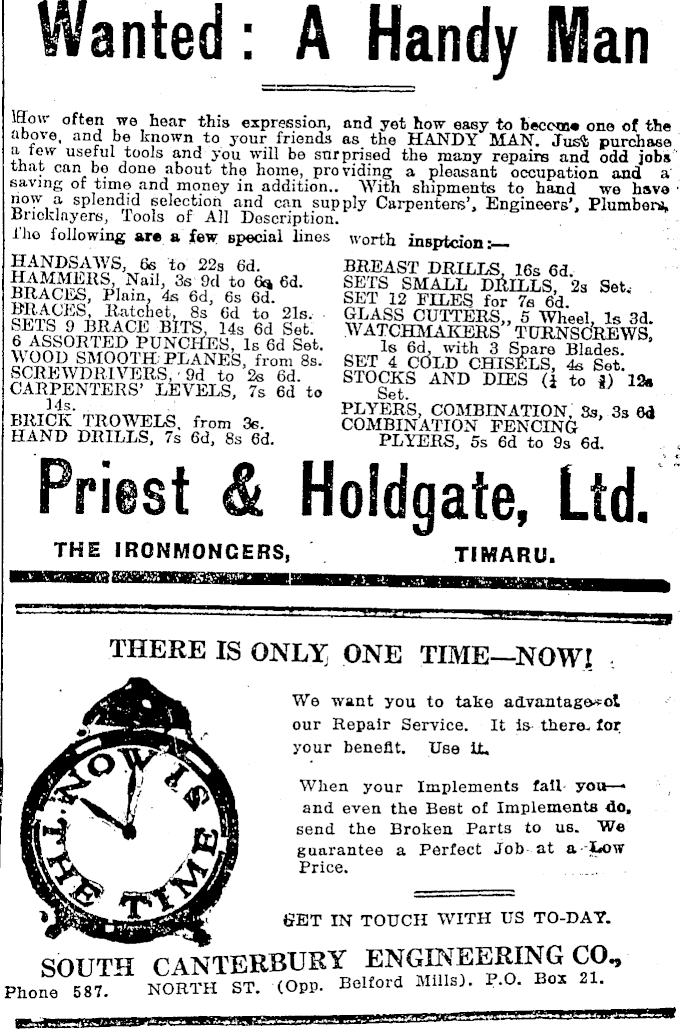 Wanted: A Handy Man
How often we hear this expression, and yet how easy to become one of the
above, and be known to your friends as the HANDY MAN. Just purchase
a few useful tools and you will be surprised the many repairs and odd jobs
that can be done about the home, providing a pleasant occupation and a
saving of time and money in addition.. With shipments to hand we have
now a splendid selection and can supply Carpenters', Engineers', Plumbers,
Bricklayers, Tools of All Description.
The following are a few special lines worth insptcion:—
HANDSAWS, 6s to 22s 6d.
HAMMERS, Nail, 3s 9d to 6s 6d.
BRACES, Plain, 4s 6d, 6s 6d.
BRACES, Ratchet, 8s 6d to 21s.
SETS 9 BRACE BITS, 14s 6d Set.
6 ASSORTED PUNCHES, 1s 6d Set.
WOOD SMOOTH PLANES, from 8s.
SCREWDRIVERS, 9d to 2s 6d.
CARPENTERS' LEVELS, 7s 6d to
14s.
BRICK TROWELS, from 3s.
HAND DRILLS, 7s 6d, 8s 6d.
BREAST DRILLS, 16s 6d.
SETS SMALL DRILLS, 2s Set.
SET 12 FILES for 7s 6d.
GLASS CUTTERS,, 5 Wheel, 1s 3d.
WATCHMAKERS" TURNSCREWS,
1s 6d, with 3 Spare Blades.
SET 4 COLD CHISELS, 4s Set.
STOCKS AND DIES (¼ to ¾) 12s
Set.
PLYERS, COMBINATION, 3s, 3s 6d
COMBINATION FENCING
PLYERS, 5s 6d to 9s 6d.
Priest & Holdgate, Ltd.
THE IRONMONGERS, TIMARU.
THERE IS ONLY ONE TIME—NOW!
NOW IS
THE TIME
We want you to take advantage of
our Repair Service. It is there for
your benefit. Use it.
When your Implements fail you—
and even the Best of Implements do,
send the Broken Parts to us. We
guarantee a Perfect Job at a Low
Price.
GET IN TOUCH WITH US TO-DAY.
SOUTH CANTERBURY ENGINEERING CO.,
Phone 587. NORTH ST. (Opp. Belford Mills). P.O. Box 21.